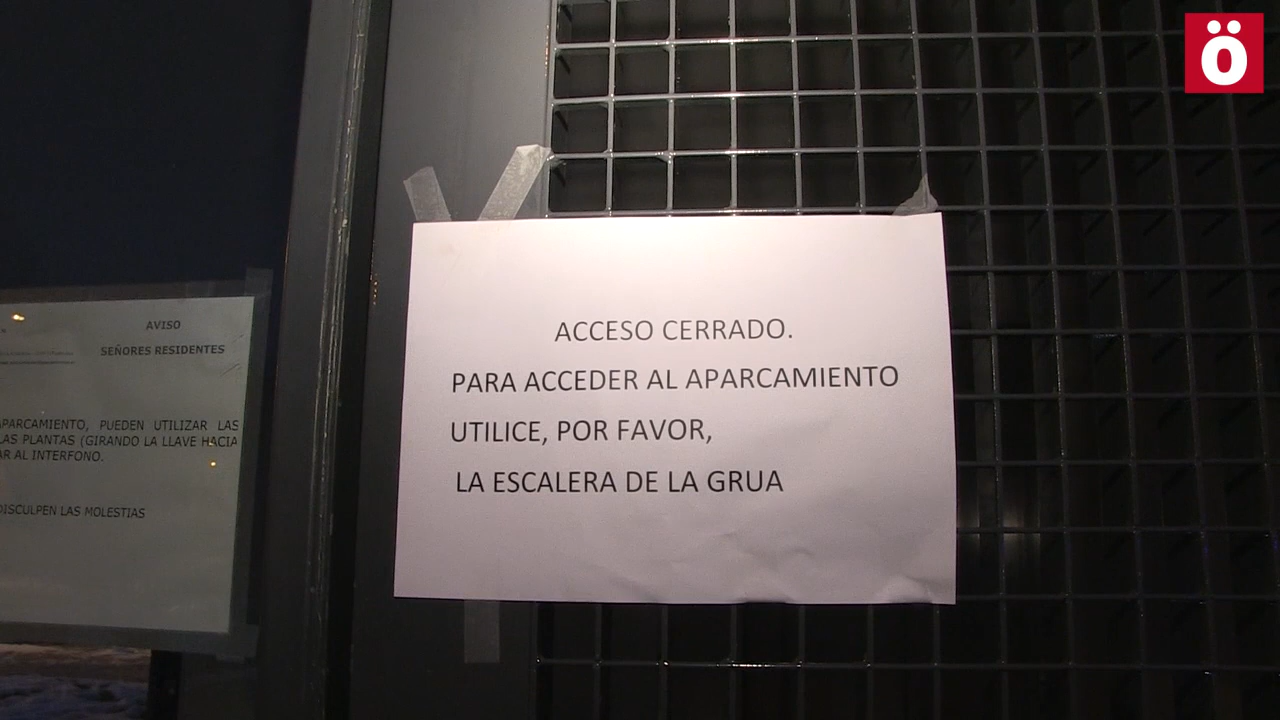 AVISO
SEÑORES RESIDENTES
APARCAMIENTO, PUEDEN UTILIZAR LAS
LAS PLANTAS (GIRANDO LA LLAVE HACIA
AR AL INTERFONO.
DISCULPEN LAS MOLESTIAS
ACCESO CERRADO.
PARA ACCEDER AL APARCAMIENTO
UTILICE, POR FAVOR,
LA ESCALERA DE LA GRUA
Ö